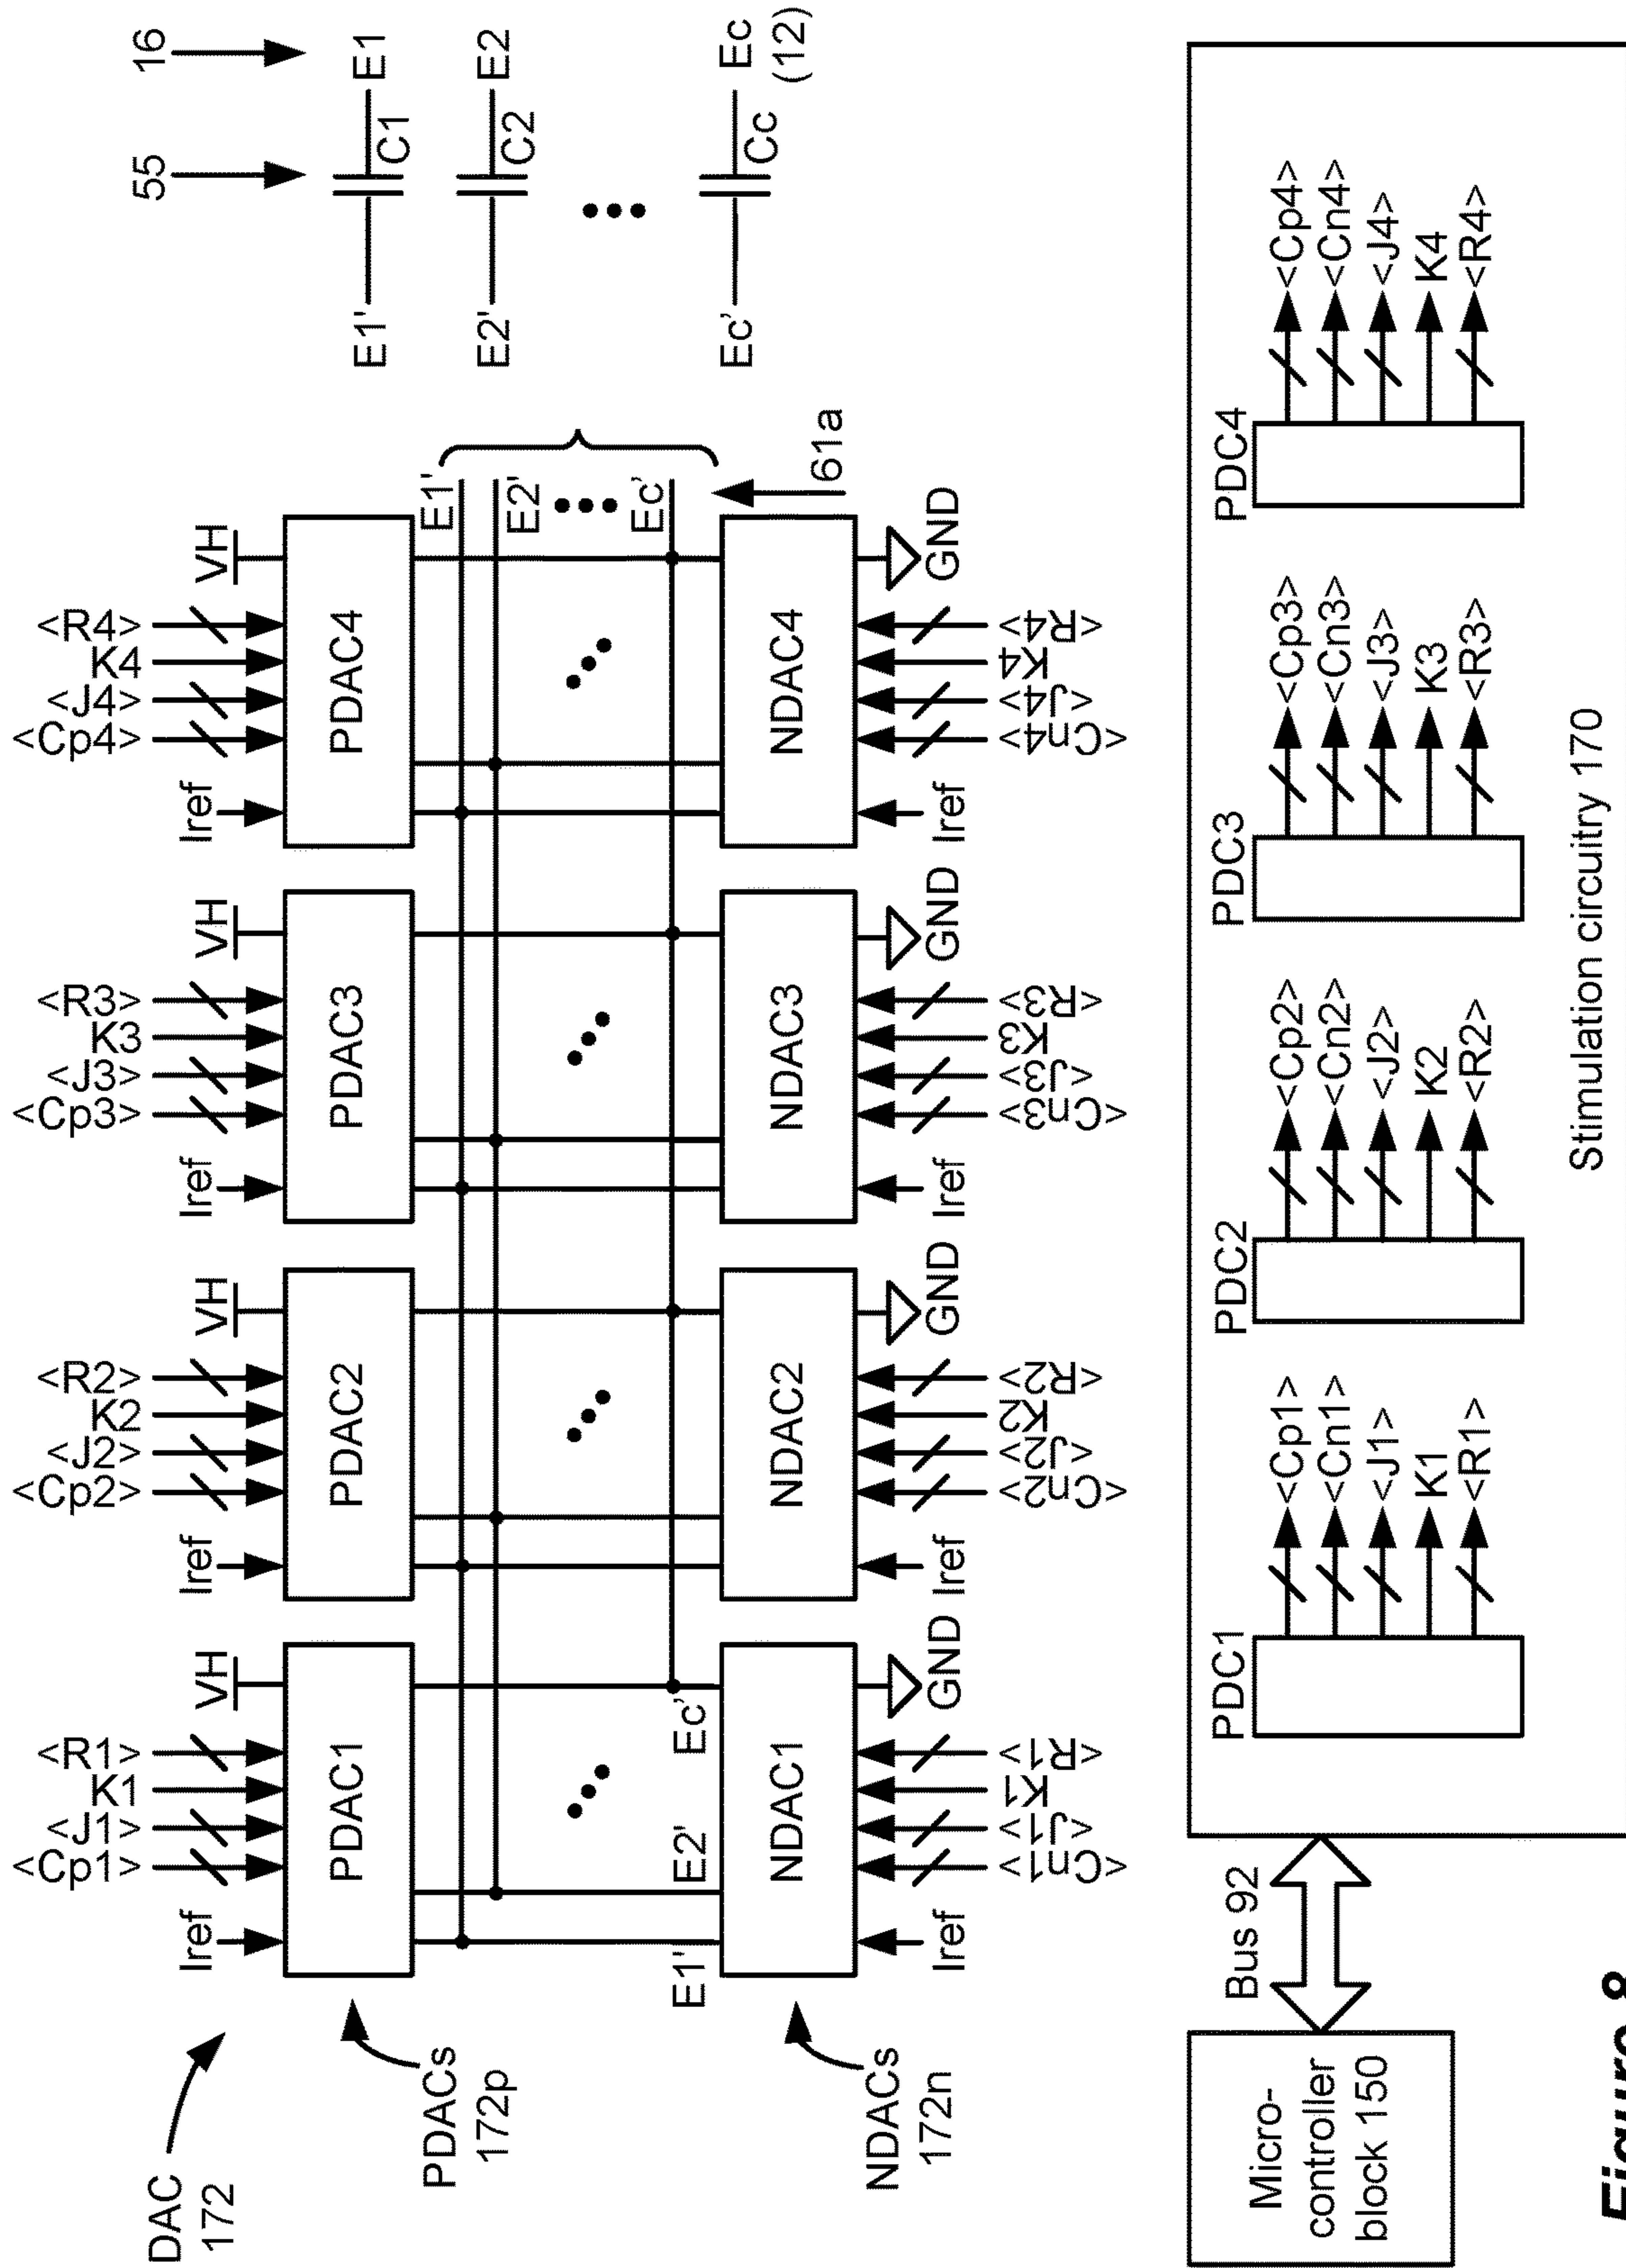 DAC
172
PDACs
172p
NDACs
172n
Iref
<Cp1>
<J1>
K1
<R1>
VH
PDAC1
Iref
<Cp2>
<J2>
K2
<R2>
VH
PDAC2
Iref
<Cp3>
<J3>
K3
<R3>
VH
PDAC3
Iref
<Cp4>
<J4>
K4
<R4>
VH
PDAC4
E1'
E2'
Ec'
E1'
E2'
Ec'
61a
NDAC1
Iref
<Cn1>
<J1>
K1
<R1>
GND
NDAC2
Iref
<Cn2>
<J2>
K2
<R2>
GND
NDAC3
Iref
<Cn3>
<J3>
K3
<R3>
GND
NDAC4
Iref
<Cn4>
<J4>
K4
<R4>
GND
55
16
E1'
C1
E1
E2'
C2
E2
Ec'
Cc
Ec
(12)
Micro-
controller
block 150
Bus 92
PDC1
<Cp1>
<Cn1>
<J1>
K1
<R1>
PDC2
<Cp2>
<Cn2>
<J2>
K2
<R2>
PDC3
<Cp3>
<Cn3>
<J3>
K3
<R3>
PDC4
<Cp4>
<Cn4>
<J4>
K4
<R4>
Stimulation circuitry 170
Figure 8